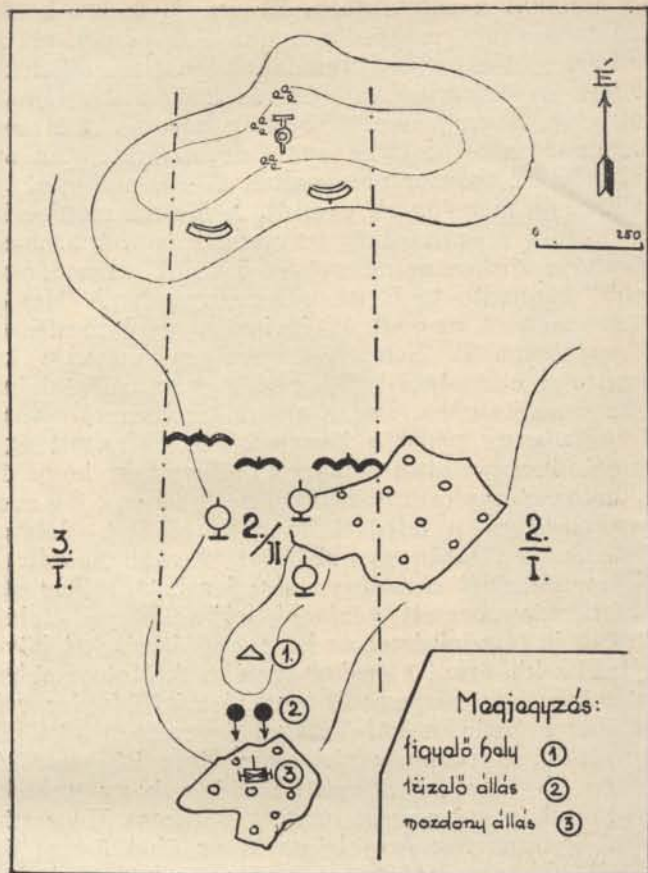 É
0 250
3./I.
2./II
2./I.
①
②
③
Megjegyzés:
figyelő hely ①
tüzelő állás ②
mozdony állás ③